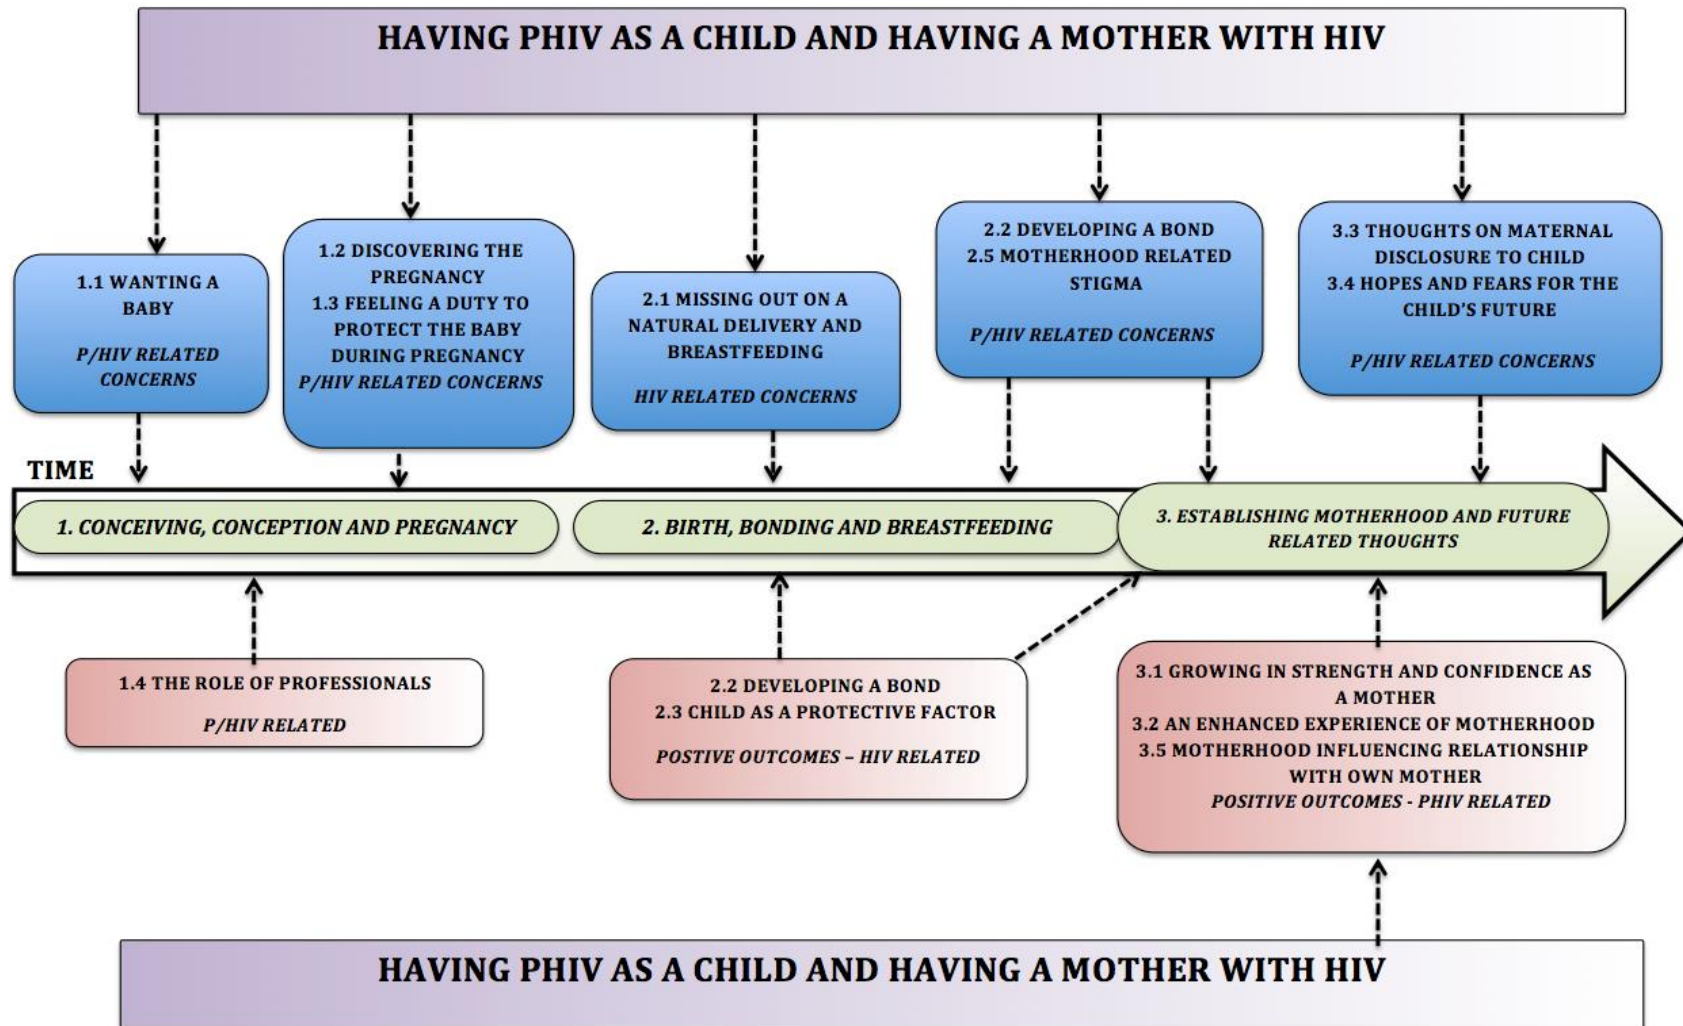 HAVING PHIV AS A CHILD AND HAVING A MOTHER WITH HIV
1.1 WANTING A
BABY
P/HIV RELATED
CONCERNS
1.2 DISCOVERING THE
PREGNANCY
1.3 FEELING A DUTY TO
PROTECT THE BABY
DURING PREGNANCY
P/HIV RELATED CONCERNS
2.1 MISSING OUT ON A
NATURAL DELIVERY AND
BREASTFEEDING
HIV RELATED CONCERNS
2.2 DEVELOPING A BOND
2.5 MOTHERHOOD RELATED
STIGMA
P/HIV RELATED CONCERNS
3.3 THOUGHTS ON MATERNAL
DISCLOSURE TO CHILD
3.4 HOPES AND FEARS FOR THE
CHILD'S FUTURE
P/HIV RELATED CONCERNS
TIME
1. CONCEIVING, CONCEPTION AND PREGNANCY
2. BIRTH, BONDING AND BREASTFEEDING
3. ESTABLISHING MOTHERHOOD AND FUTURE
RELATED THOUGHTS
1.4 THE ROLE OF PROFESSIONALS
P/HIV RELATED
2.2 DEVELOPING A BOND
2.3 CHILD AS A PROTECTIVE FACTOR
POSTIVE OUTCOMES – HIV RELATED
3.1 GROWING IN STRENGTH AND CONFIDENCE AS
A MOTHER
3.2 AN ENHANCED EXPERIENCE OF MOTHERHOOD
3.5 MOTHERHOOD INFLUENCING RELATIONSHIP
WITH OWN MOTHER
POSITIVE OUTCOMES - PHIV RELATED
HAVING PHIV AS A CHILD AND HAVING A MOTHER WITH HIV